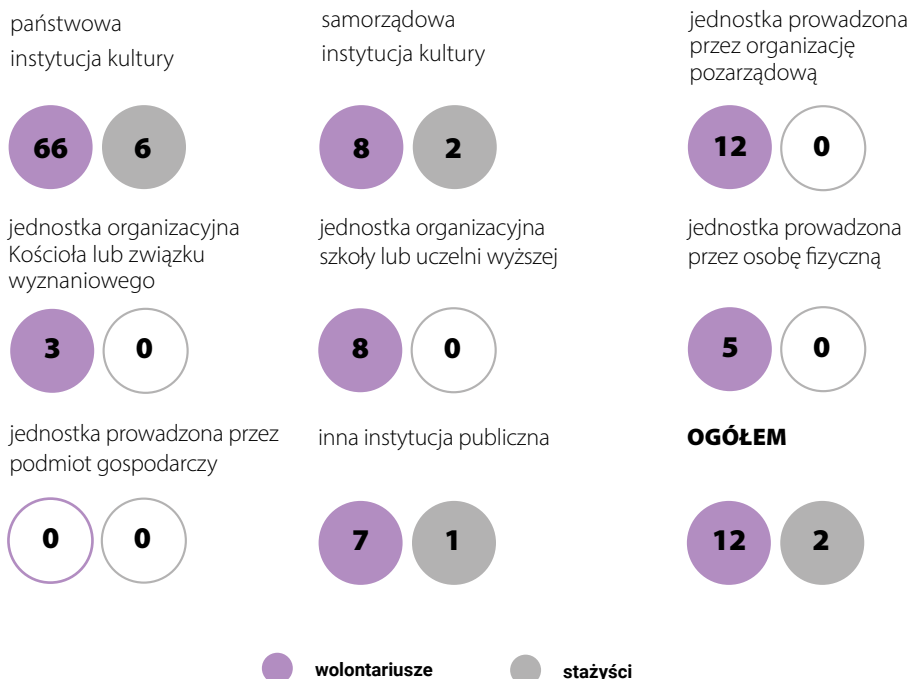 państwowa
instytucja kultury
66 6
samorządowa
instytucja kultury
8 2
jednostka prowadzona
przez organizację
pozarządową
12 0
jednostka organizacyjna
Kościoła lub związku
wyznaniowego
3 0
jednostka organizacyjna
szkoły lub uczelni wyższej
8 0
jednostka prowadzona
przez osobę fizyczną
5 0
jednostka prowadzona przez
podmiot gospodarczy
0 0
inna instytucja publiczna
7 1
OGÓŁEM
12 2
wolontariusze stażyści